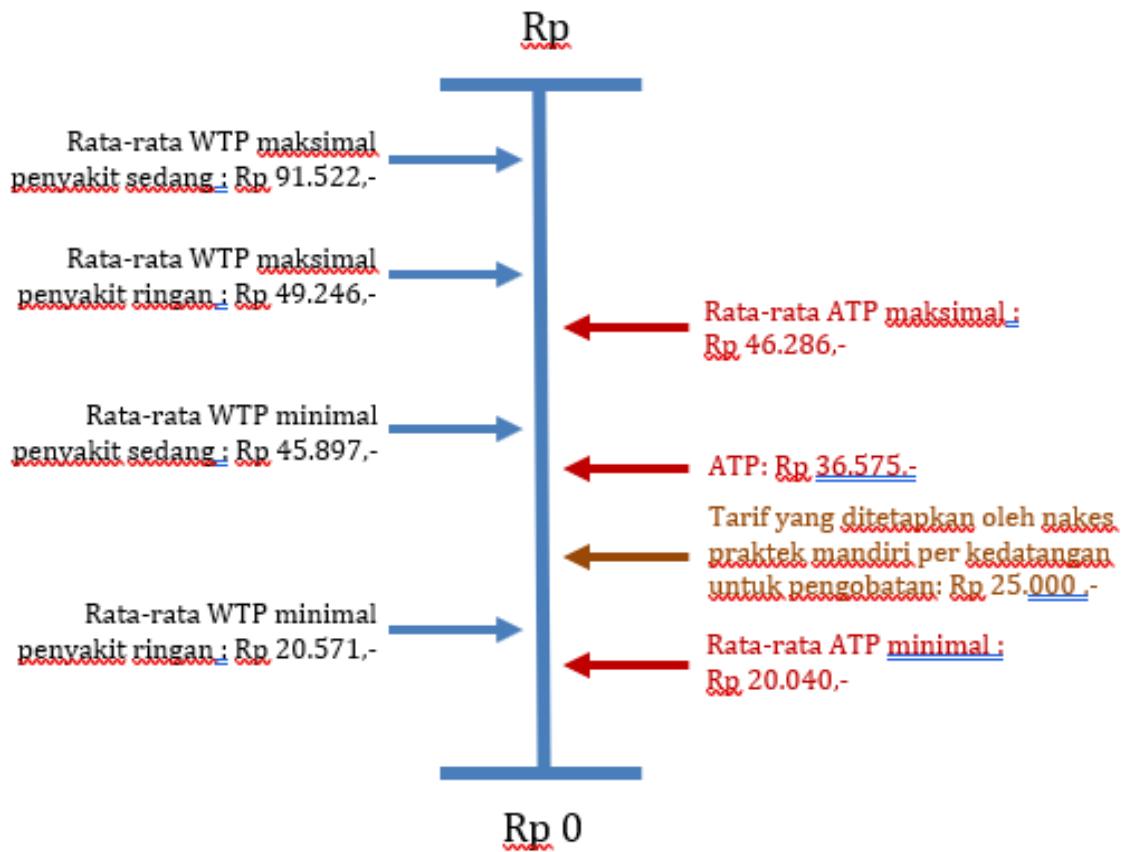 Rp
Rata-rata WTP maksimal
penyakit sedang : Rp 91.522,-
Rata-rata WTP maksimal
penyakit ringan : Rp 49.246,-
Rata-rata ATP maksimal :
Rp 46.286,-
Rata-rata WTP minimal
penyakit sedang : Rp 45.897,-
ATP: Rp 36.575,-
Tarif yang ditetapkan oleh nakes
praktek mandiri per kedatangan
untuk pengobatan: Rp 25.000 ,-
Rata-rata WTP minimal
penyakit ringan : Rp 20.571,-
Rata-rata ATP minimal :
Rp 20.040,-
Rp 0